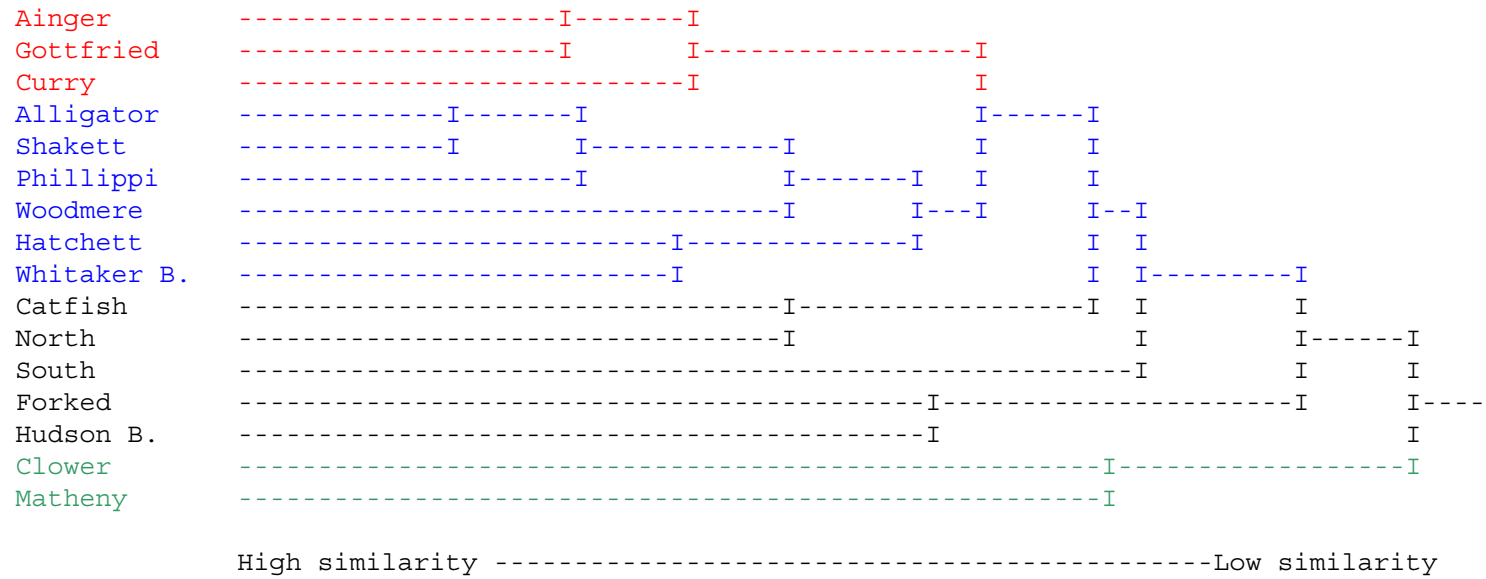 Ainger        --------------------I-------I
Gottfried     --------------------I       I-----------------I
Curry         ----------------------------I                 I
Alligator     -------------I-------I                        I------I
Shakett       -------------I       I------------I           I      I
Phillippi     ---------------------I            I-------I   I      I
Woodmere      ----------------------------------I       I---I      I--I
Hatchett      ---------------------------I--------------I          I  I
Whitaker B.   ---------------------------I                         I  I---------I
Catfish       ----------------------------------I------------------I  I         I
North         ----------------------------------I                     I         I------I
South         --------------------------------------------------------I         I      I
Forked        -------------------------------------------I----------------------I      I----
Hudson B.     -------------------------------------------I                             I
Clower        ------------------------------------------------------I------------------I
Matheny       ------------------------------------------------------I
High similarity ---------------------------------------------Low similarity